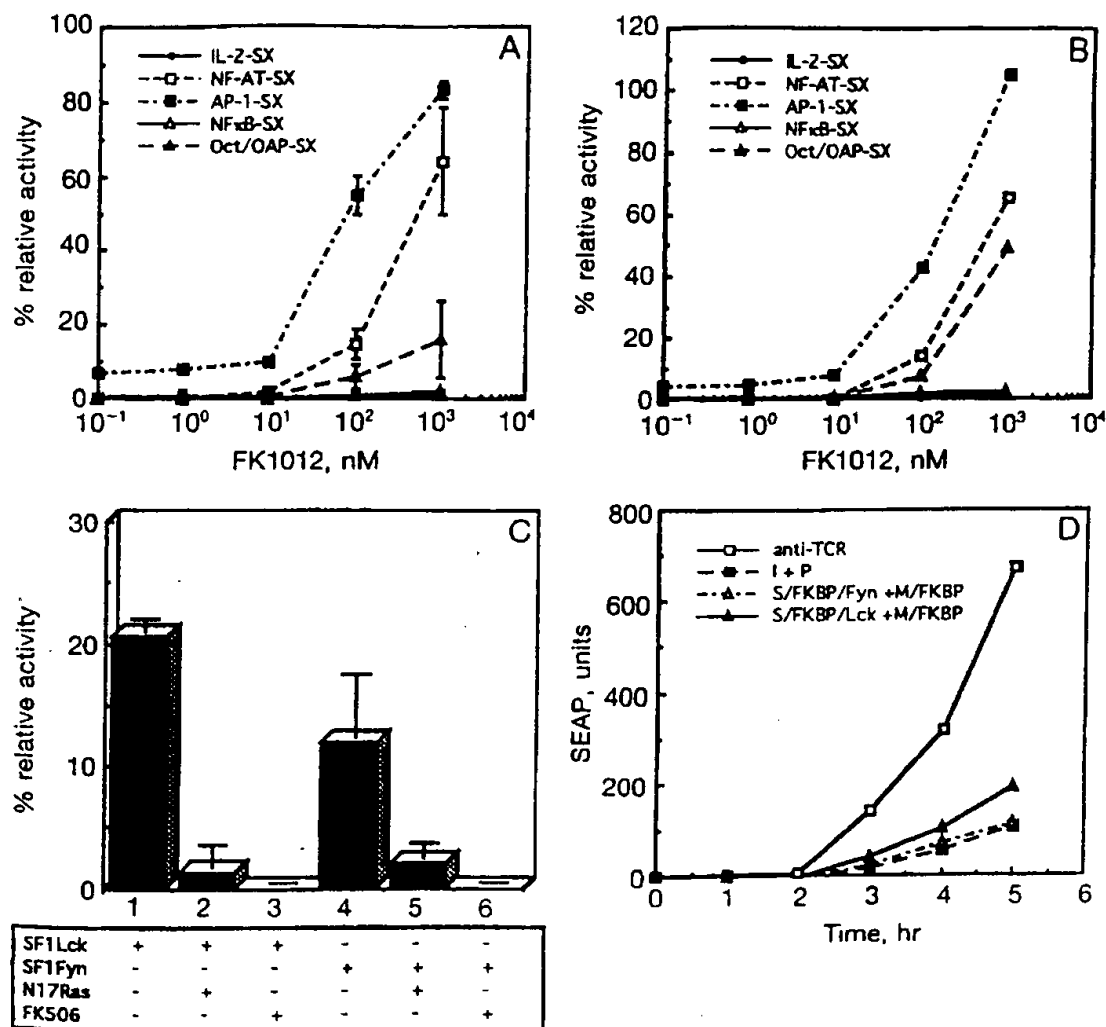 A
100
80
60
40
20
0
% relative activity
IL-2-SX
NF-AT-SX
AP-1-SX
NFκB-SX
Oct/OAP-SX
10⁻¹ 10⁰ 10¹ 10² 10³ 10⁴
FK1012, nM
B
120
100
80
60
40
20
0
% relative activity
IL-2-SX
NF-AT-SX
AP-1-SX
NFκB-SX
Oct/OAP-SX
10⁻¹ 10⁰ 10¹ 10² 10³ 10⁴
FK1012, nM
C
30
20
10
0
% relative activity
1 2 3 4 5 6
SF1Lck + + + - - -
SF1Fyn - - - + + +
N17Ras - + - - + -
FK506 - - + - - +
D
800
600
400
200
0
SEAP, units
anti-TCR
I + P
S/FKBP/Fyn +M/FKBP
S/FKBP/Lck +M/FKBP
0 1 2 3 4 5 6
Time, hr